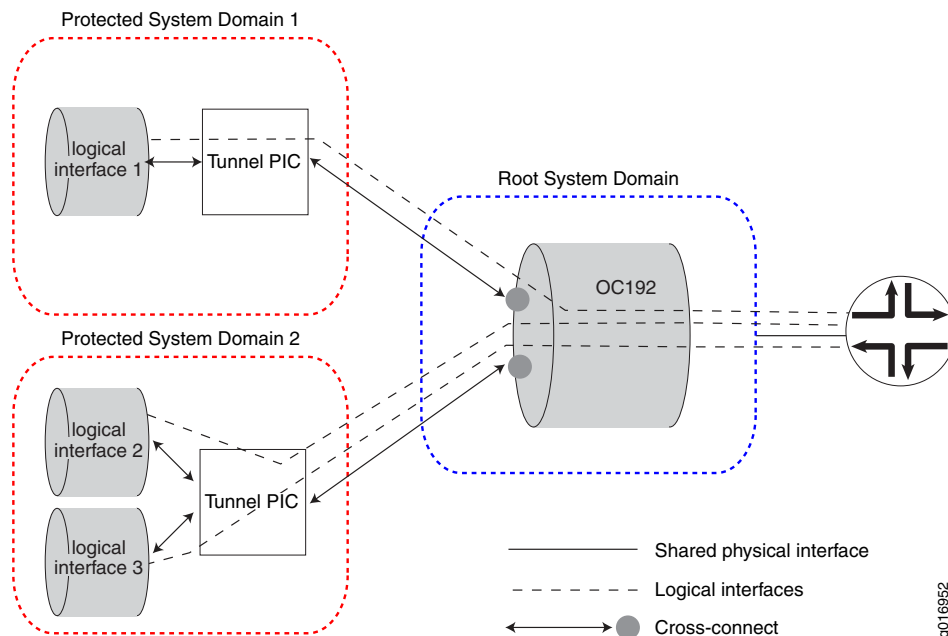 Protected System Domain 1
logical
interface 1
Tunnel PIC
Root System Domain
OC192
Protected System Domain 2
logical
interface 2
Tunnel PIC
logical
interface 3
Shared physical interface
Logical interfaces
Cross-connect
g016952